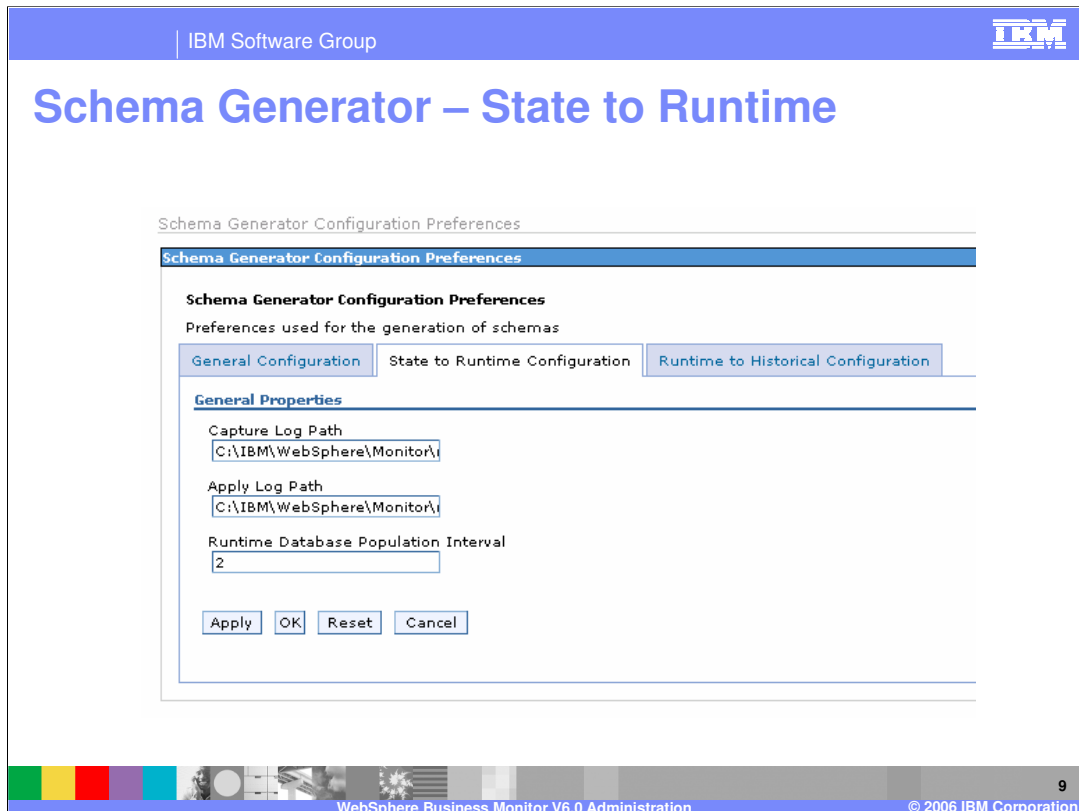 IBM Software Group
IBM
Schema Generator – State to Runtime
Schema Generator Configuration Preferences
Schema Generator Configuration Preferences
Schema Generator Configuration Preferences
Preferences used for the generation of schemas
General Configuration
State to Runtime Configuration
Runtime to Historical Configuration
General Properties
Capture Log Path
C:\IBM\WebSphere\Monitor\
Apply Log Path
C:\IBM\WebSphere\Monitor\
Runtime Database Population Interval
2
Apply
OK
Reset
Cancel
9
WebSphere Business Monitor V6.0 Administration
© 2006 IBM Corporation